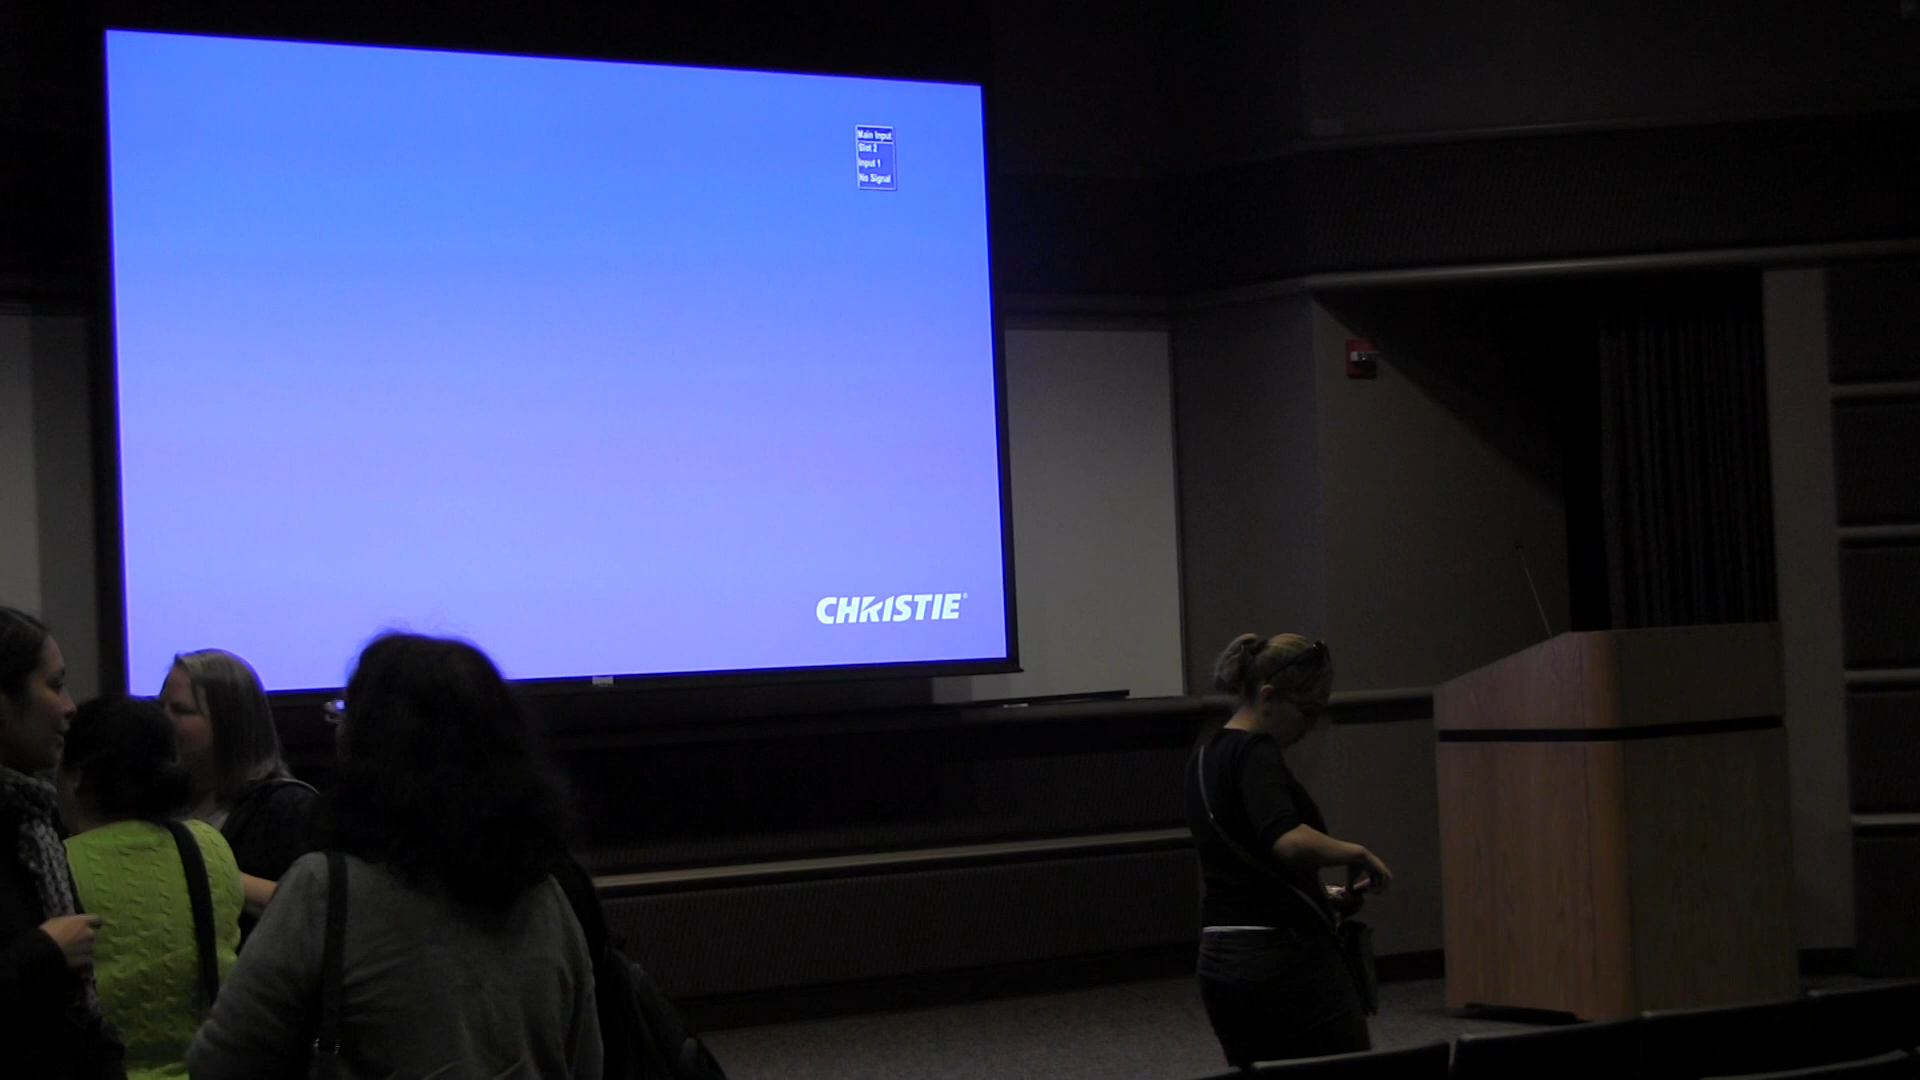 Main Input
Slot 2
Input 1
No Signal
CHRISTIE®